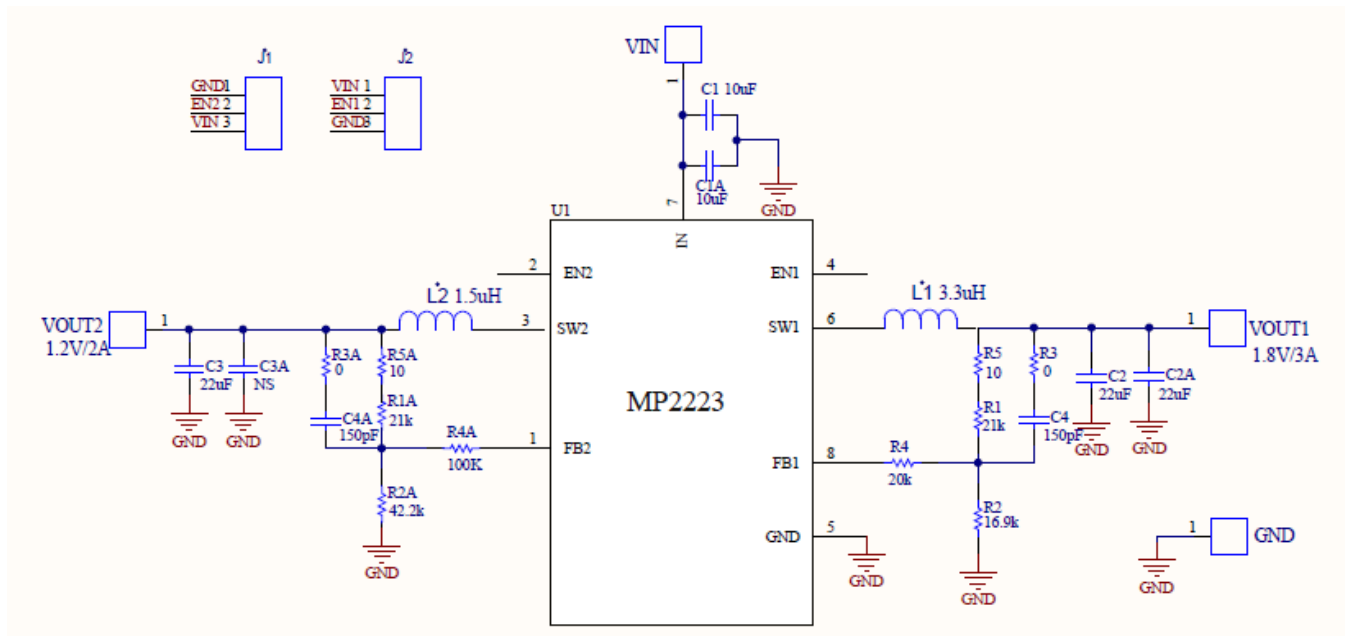 J1
GND 1
EN2 2
VIN 3
J2
VIN 1
EN1 2
GND 3
VIN
1
C1 10uF
C1A
10uF
GND
7
U1
IN
2
EN2
EN1
4
L2 1.5uH
3
SW2
SW1
6
L1 3.3uH
VOUT2
1
1.2V/2A
C3
22uF
GND
C3A
NS
GND
R3A
0
R5A
10
C4A
150pF
R1A
21k
R4A
100K
1
FB2
R2A
42.2k
GND
MP2223
FB1
8
R4
20k
R5
10
R1
21k
R3
0
C4
150pF
R2
16.9k
GND
C2
22uF
GND
C2A
22uF
GND
1
VOUT1
1.8V/3A
GND
5
GND
1
GND
GND